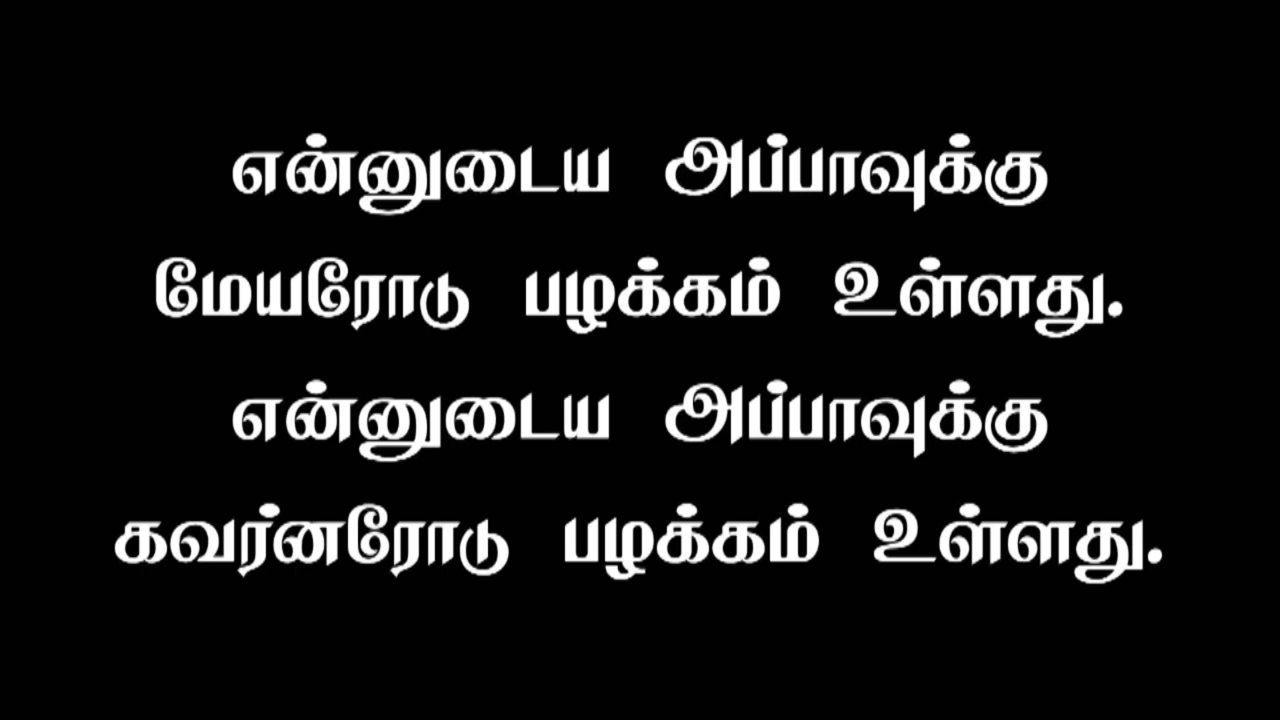 என்னுடைய அப்பாவுக்கு
மேயரோடு பழக்கம் உள்ளது.
என்னுடைய அப்பாவுக்கு
கவர்னரோடு பழக்கம் உள்ளது.